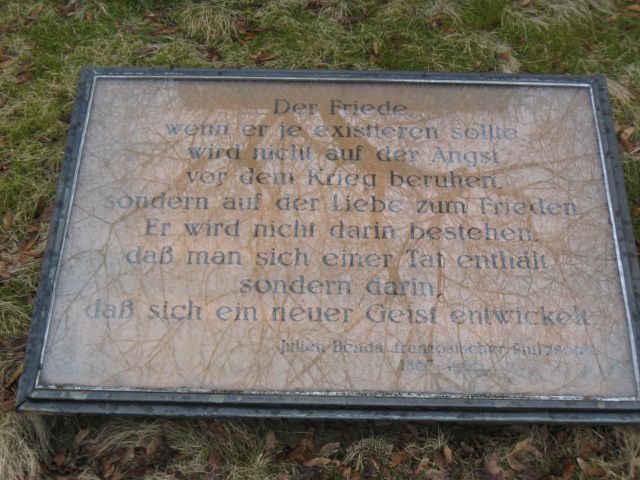 Der Friede,
wenn er je existieren sollte
wird nicht auf der Angst
vor dem Krieg beruhen,
sondern auf der Liebe zum Frieden
Er wird nicht darin bestehen,
daß man sich einer Tat enthält
sondern darin,
daß sich ein neuer Geist entwickelt.
Julien Benda, französischer Philosoph